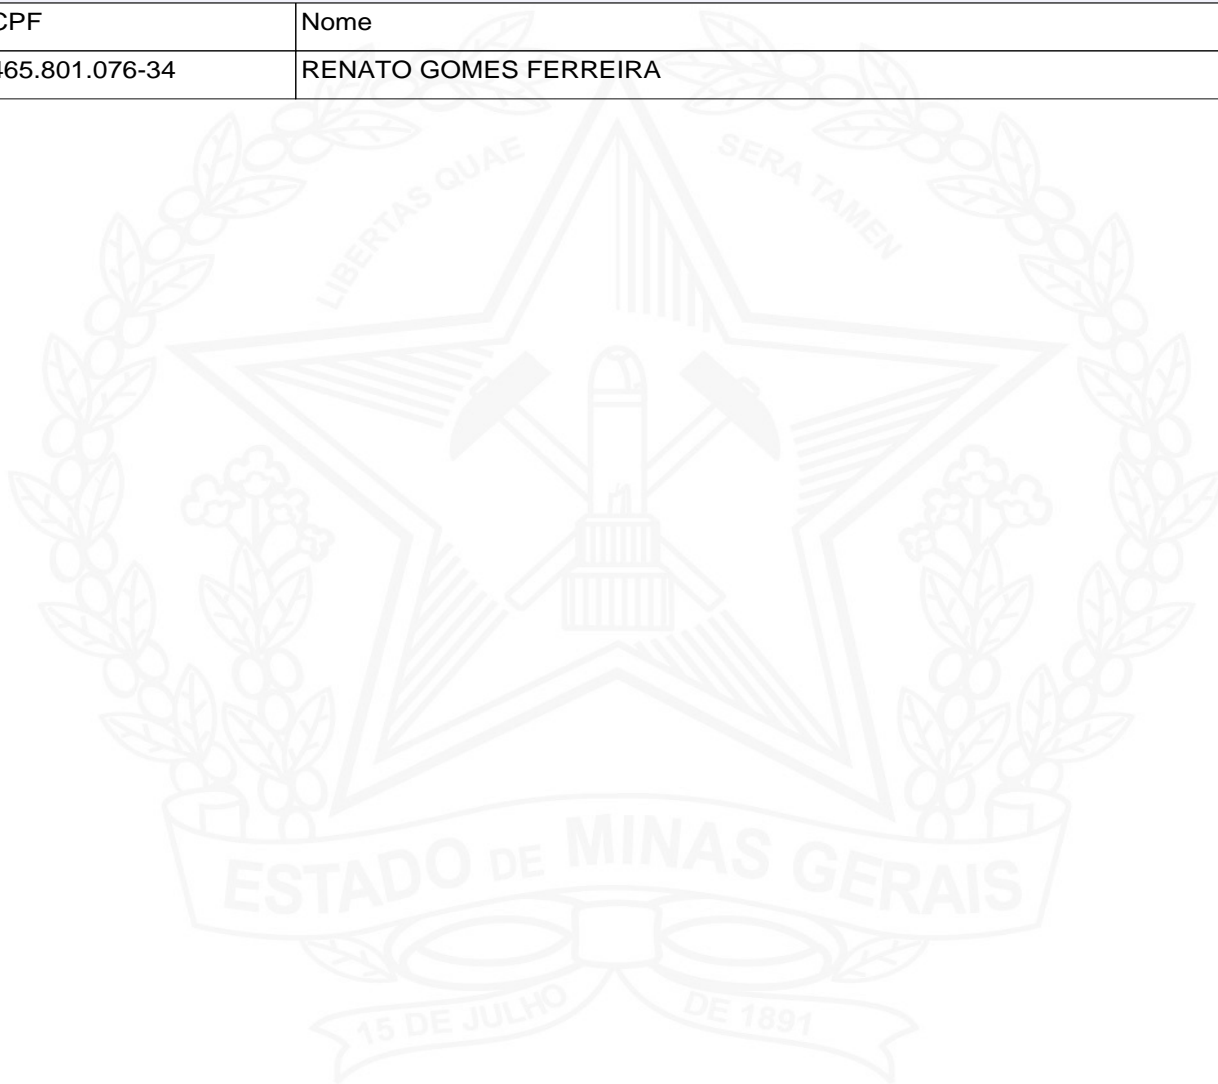 CPF Nome
465.801.076-34 RENATO GOMES FERREIRA
LIBERTAS QUAE SERA TAMEN
ESTADO DE MINAS GERAIS
15 DE JULHO DE 1891